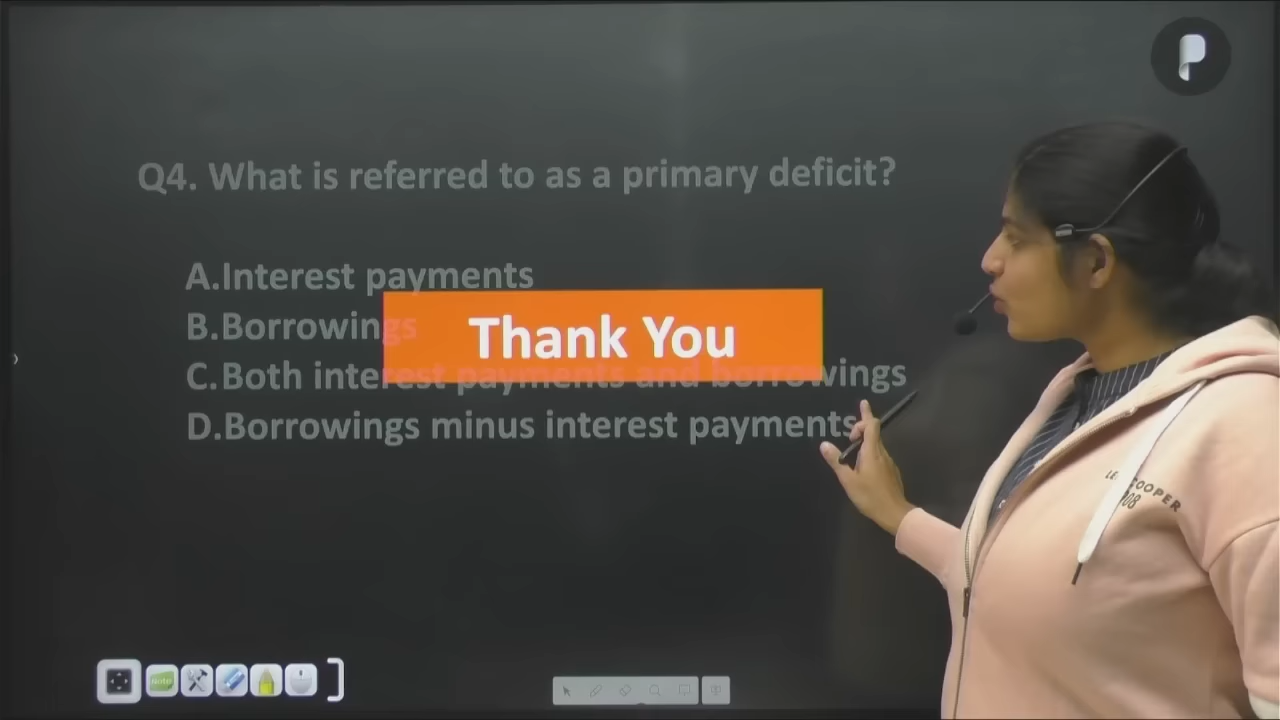 Q4. What is referred to as a primary deficit?
A.Interest payments
B.Borrowings
Thank You
C.Both interest payments and borrowings
D.Borrowings minus interest payments
COOPER